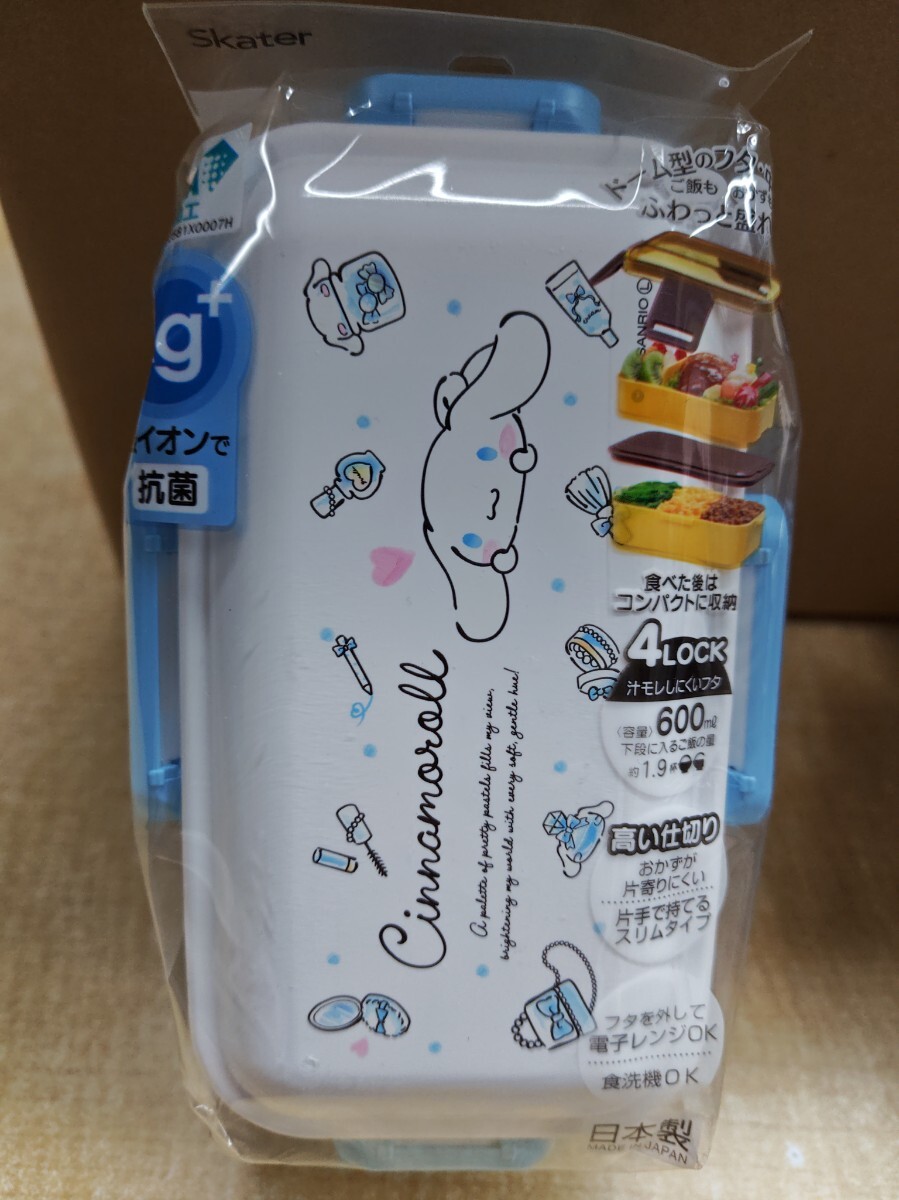 Skater
ドーム型のフタ
ご飯も
ふわっと盛れ
工
SB1X0007H
g+
イオンで
抗菌
SANRIO Ⓛ
食べた後は
コンパクトに収納
4LOCK
汁モレしにくいフタ
〈容量〉600mℓ
下段に入るご飯の量
約1.9杯
高い仕切り
おかずが
片寄りにくい
片手で持てる
スリムタイプ
フタを外して
電子レンジOK
食洗機OK
日本製
MADE IN JAPAN
Cinnamoroll
A palette of pretty pastels fills my view,
brightening my world with every soft, gentle hue!